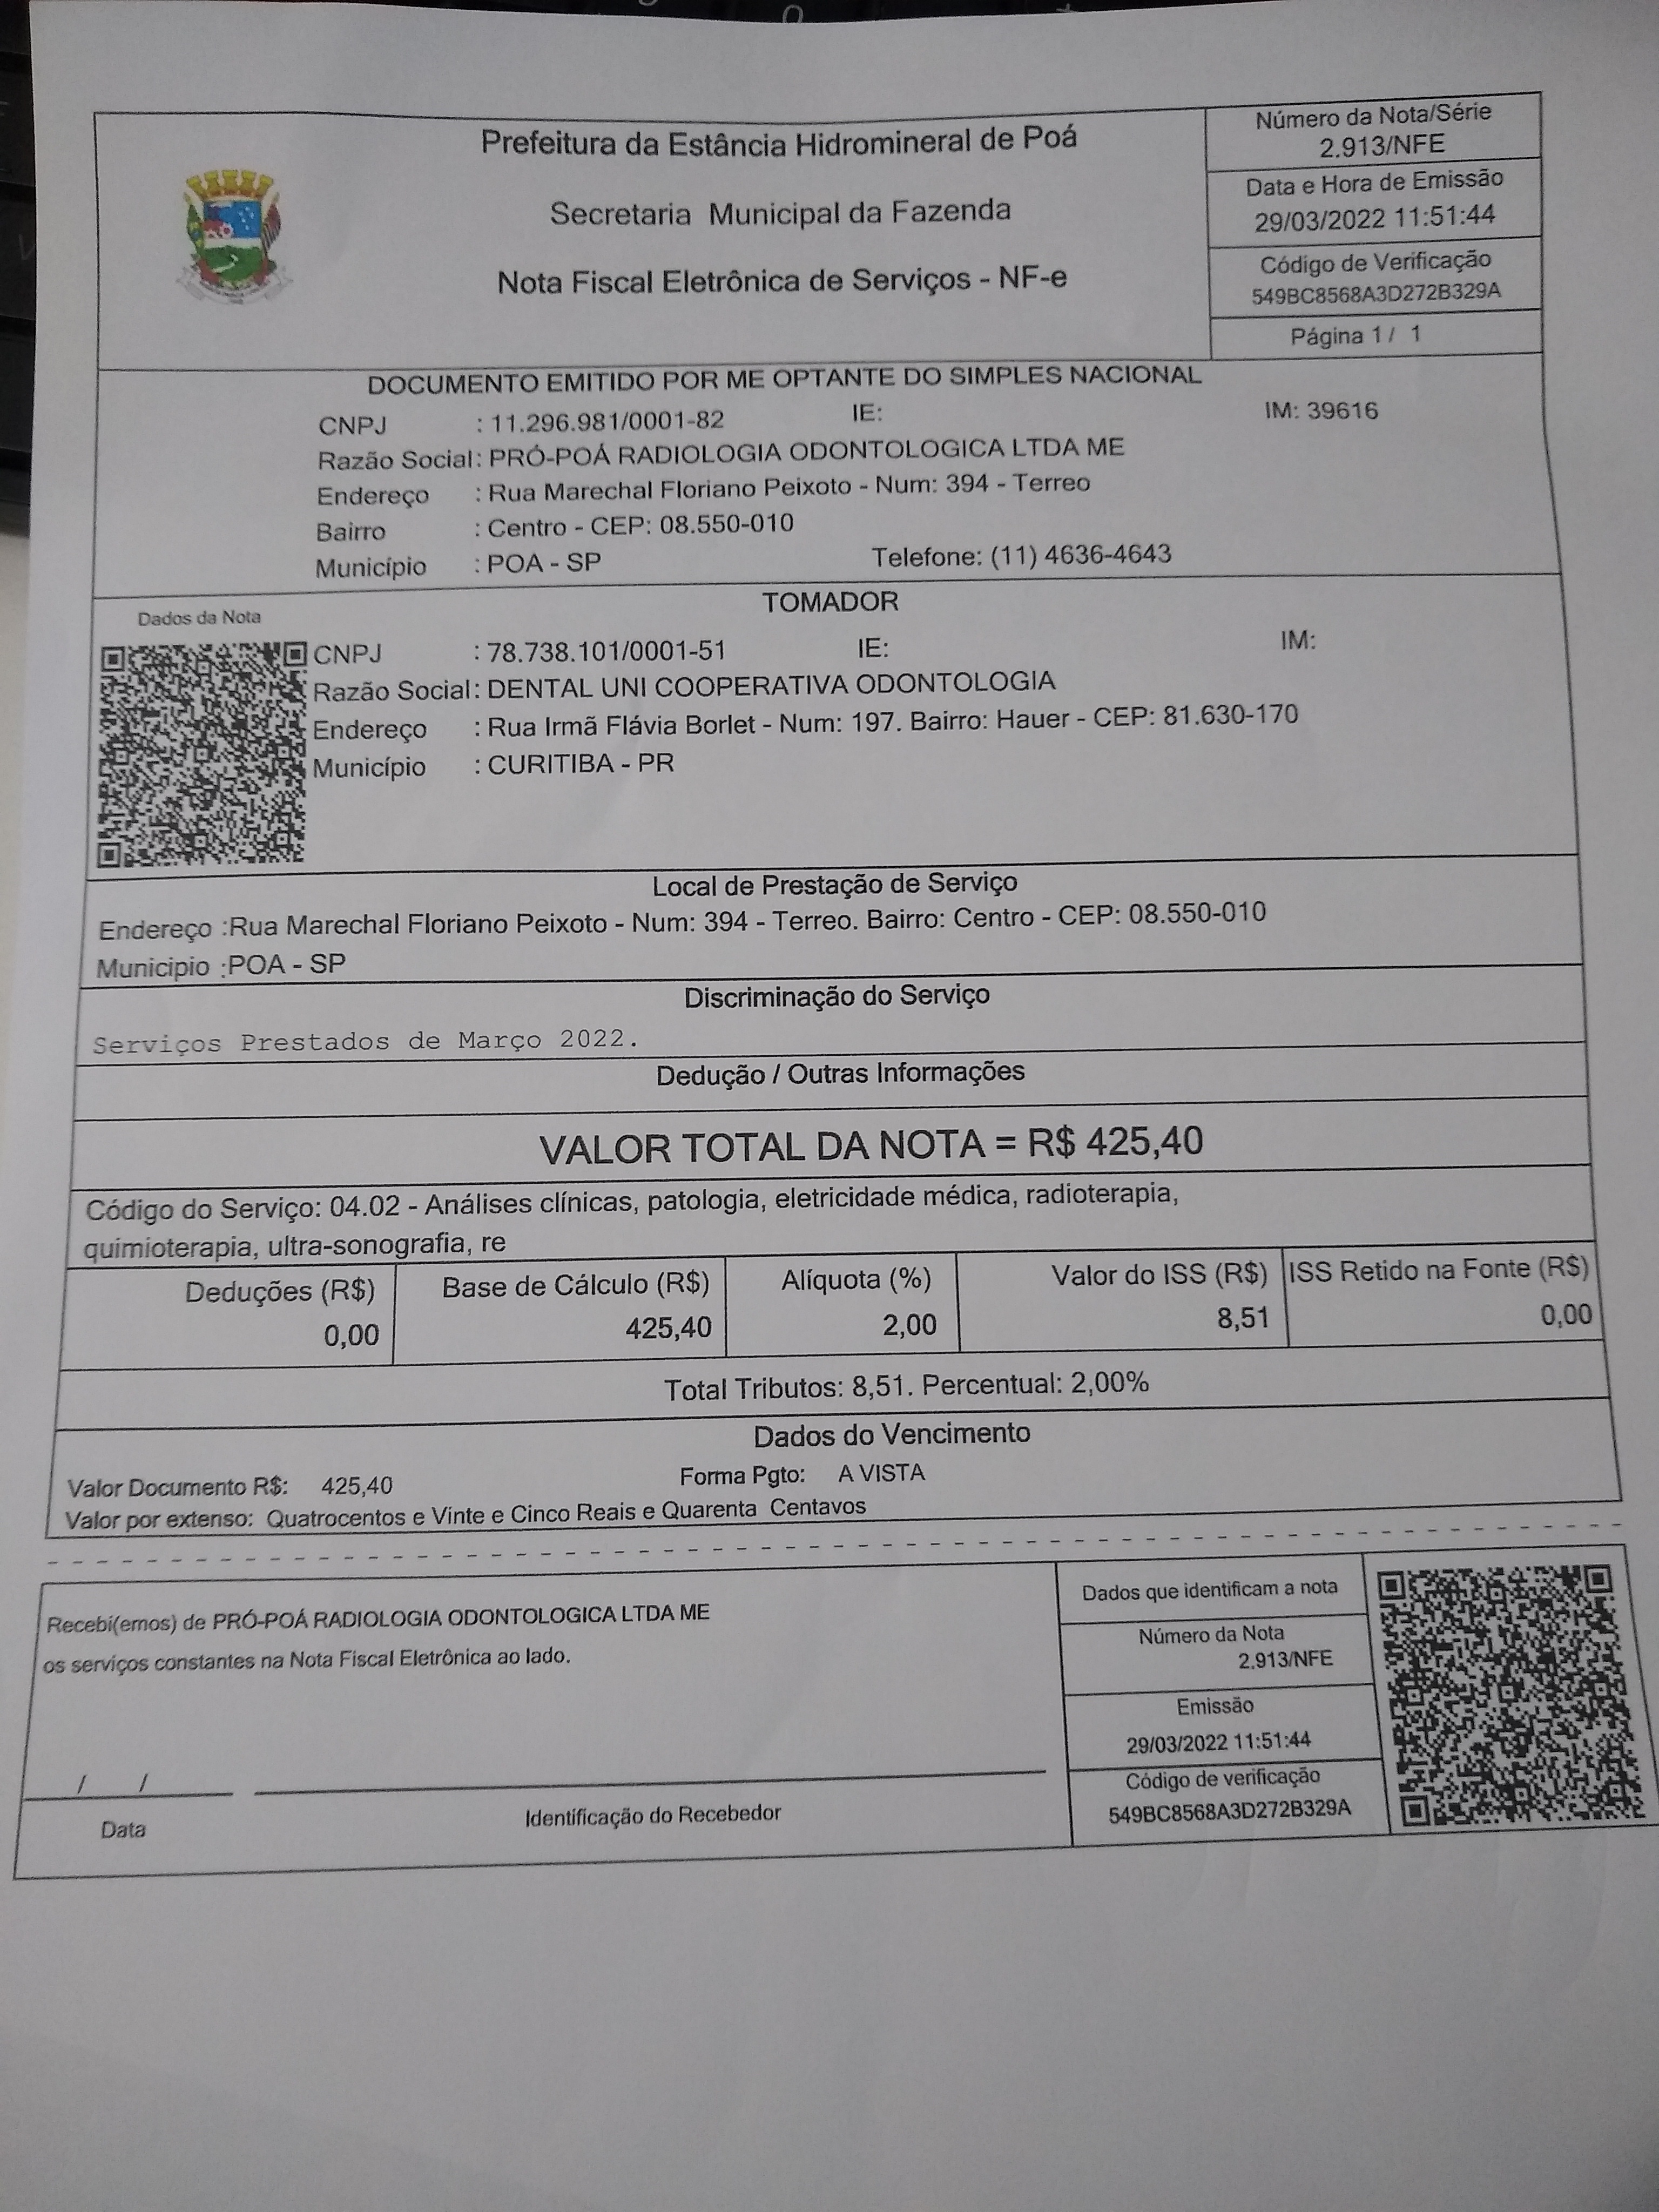 Prefeitura da Estância Hidromineral de Poá
Secretaria Municipal da Fazenda
Nota Fiscal Eletrônica de Serviços - NF-e
Número da Nota/Série
2.913/NFE
Data e Hora de Emissão
29/03/2022 11:51:44
Código de Verificação
549BC8568A3D272B329A
Página 1 / 1
DOCUMENTO EMITIDO POR ME OPTANTE DO SIMPLES NACIONAL
CNPJ : 11.296.981/0001-82 IE: IM: 39616
Razão Social: PRÓ-POÁ RADIOLOGIA ODONTOLOGICA LTDA ME
Endereço : Rua Marechal Floriano Peixoto - Num: 394 - Terreo
Bairro : Centro - CEP: 08.550-010
Município : POA - SP Telefone: (11) 4636-4643
TOMADOR
Dados da Nota
CNPJ : 78.738.101/0001-51 IE: IM:
Razão Social: DENTAL UNI COOPERATIVA ODONTOLOGIA
Endereço : Rua Irmã Flávia Borlet - Num: 197. Bairro: Hauer - CEP: 81.630-170
Município : CURITIBA - PR
Local de Prestação de Serviço
Endereço :Rua Marechal Floriano Peixoto - Num: 394 - Terreo. Bairro: Centro - CEP: 08.550-010
Municipio :POA - SP
Discriminação do Serviço
Serviços Prestados de Março 2022.
Dedução / Outras Informações
VALOR TOTAL DA NOTA = R$ 425,40
Código do Serviço: 04.02 - Análises clínicas, patologia, eletricidade médica, radioterapia,
quimioterapia, ultra-sonografia, re
Deduções (R$) Base de Cálculo (R$) Alíquota (%) Valor do ISS (R$) ISS Retido na Fonte (R$)
0,00 425,40 2,00 8,51 0,00
Total Tributos: 8,51. Percentual: 2,00%
Dados do Vencimento
Valor Documento R$: 425,40 Forma Pgto: A VISTA
Valor por extenso: Quatrocentos e Vinte e Cinco Reais e Quarenta Centavos
Recebi(emos) de PRÓ-POÁ RADIOLOGIA ODONTOLOGICA LTDA ME
os serviços constantes na Nota Fiscal Eletrônica ao lado.
/ /
Data
Identificação do Recebedor
Dados que identificam a nota
Número da Nota
2.913/NFE
Emissão
29/03/2022 11:51:44
Código de verificação
549BC8568A3D272B329A